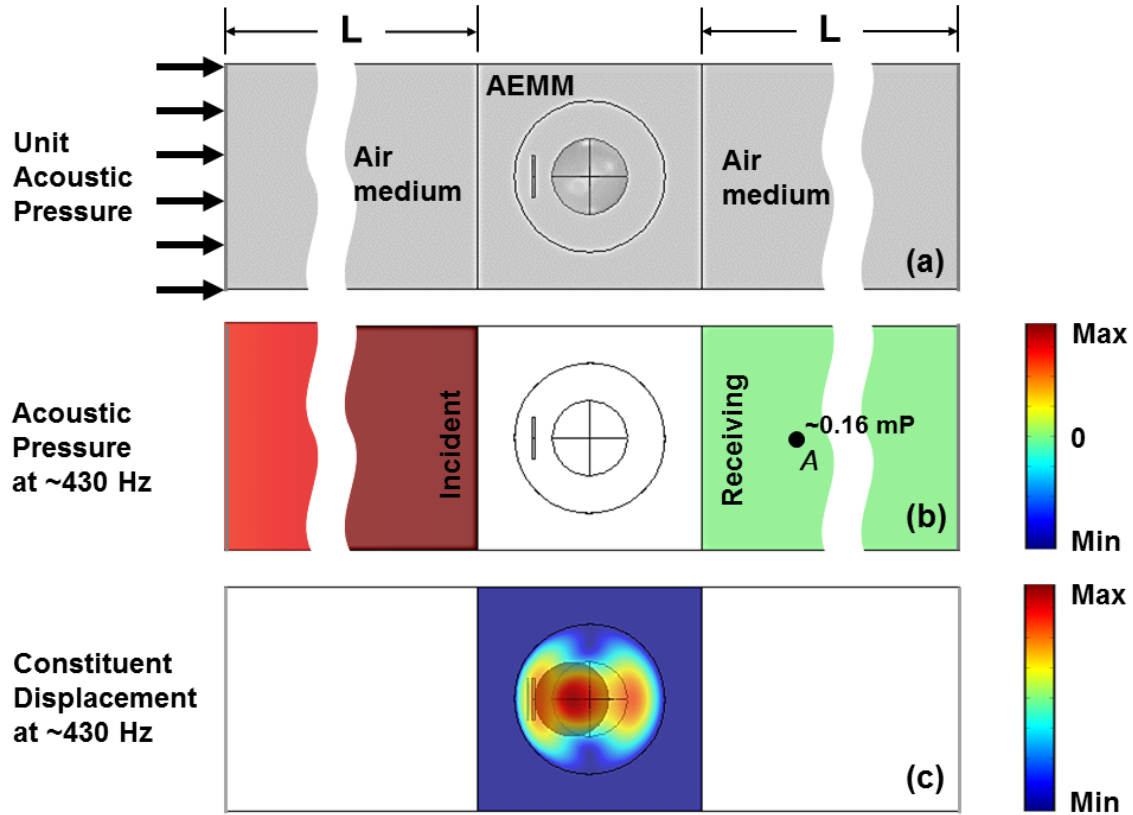 L
L
AEMM
Unit
Acoustic
Pressure
Air
medium
Air
medium
(a)
Acoustic
Pressure
at ~430 Hz
Incident
Receiving
~0.16 mP
A
(b)
Max
0
Min
Constituent
Displacement
at ~430 Hz
(c)
Max
Min